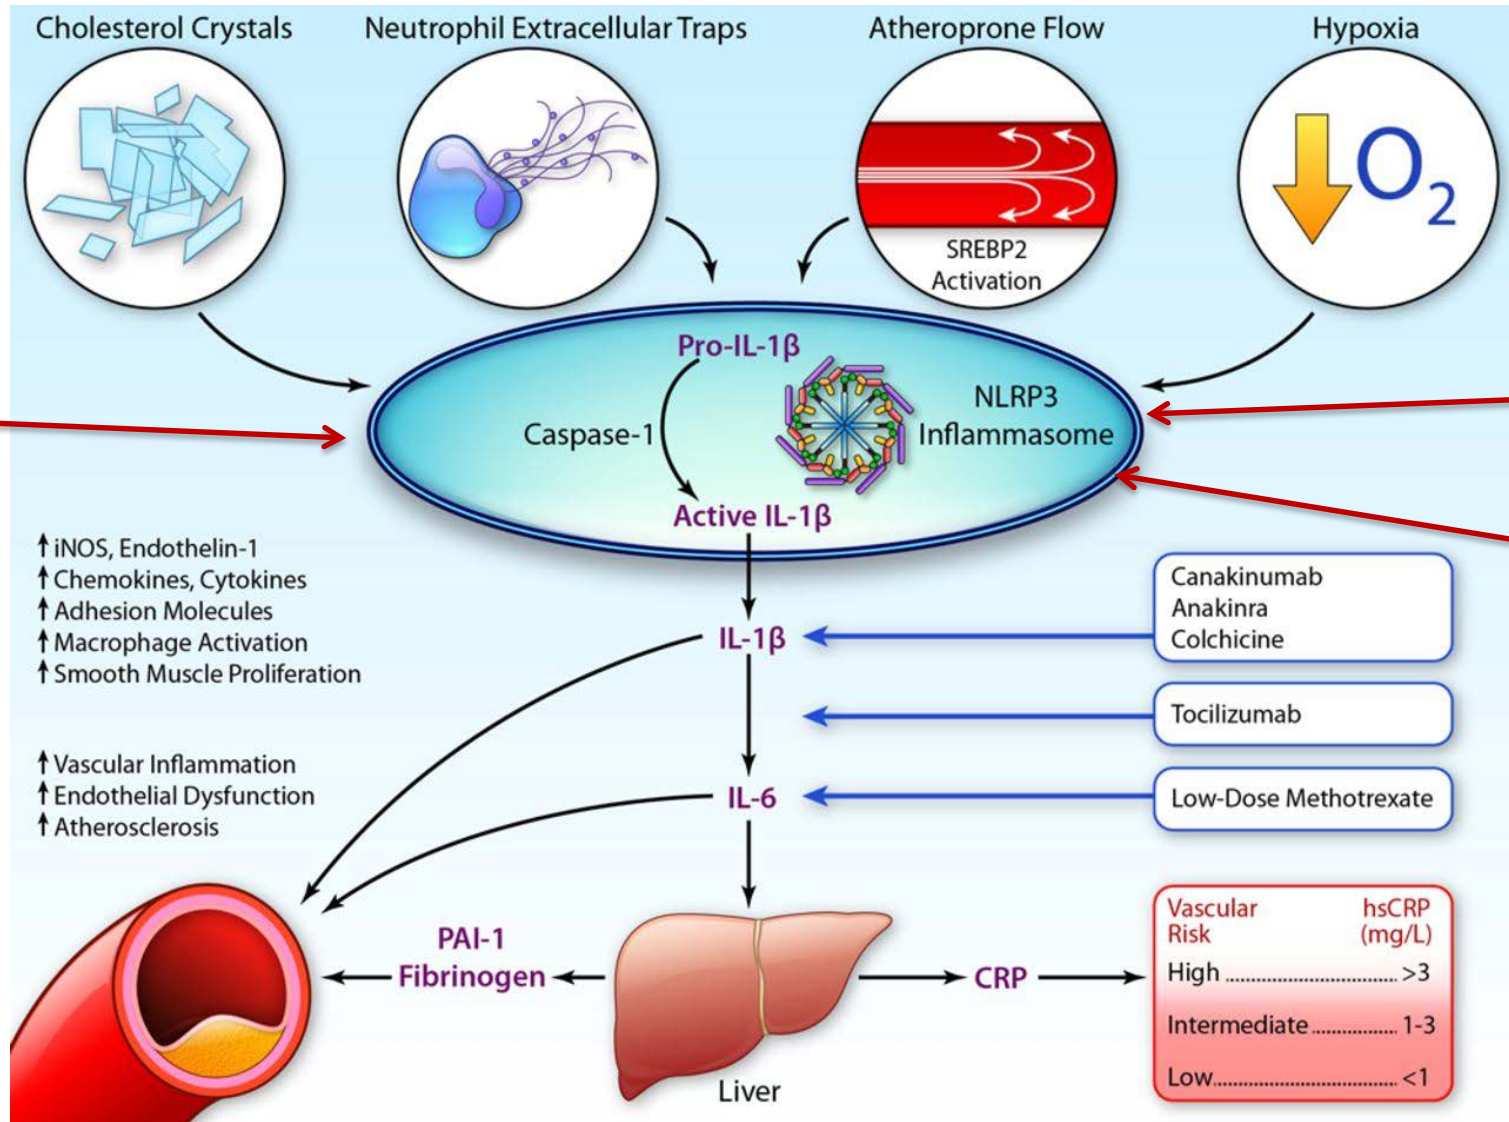 Cholesterol Crystals
Neutrophil Extracellular Traps
Atheroprone Flow
Hypoxia
SREBP2
Activation
O2
Pro-IL-1β
Caspase-1
NLRP3
Inflammasome
Active IL-1β
iNOS, Endothelin-1
Chemokines, Cytokines
Adhesion Molecules
Macrophage Activation
Smooth Muscle Proliferation
Vascular Inflammation
Endothelial Dysfunction
Atherosclerosis
IL-1β
IL-6
Canakinumab
Anakinra
Colchicine
Tocilizumab
Low-Dose Methotrexate
PAI-1
Fibrinogen
Liver
CRP
Vascular hsCRP
Risk (mg/L)
High ................................ >3
Intermediate ................ 1-3
Low ................................... <1